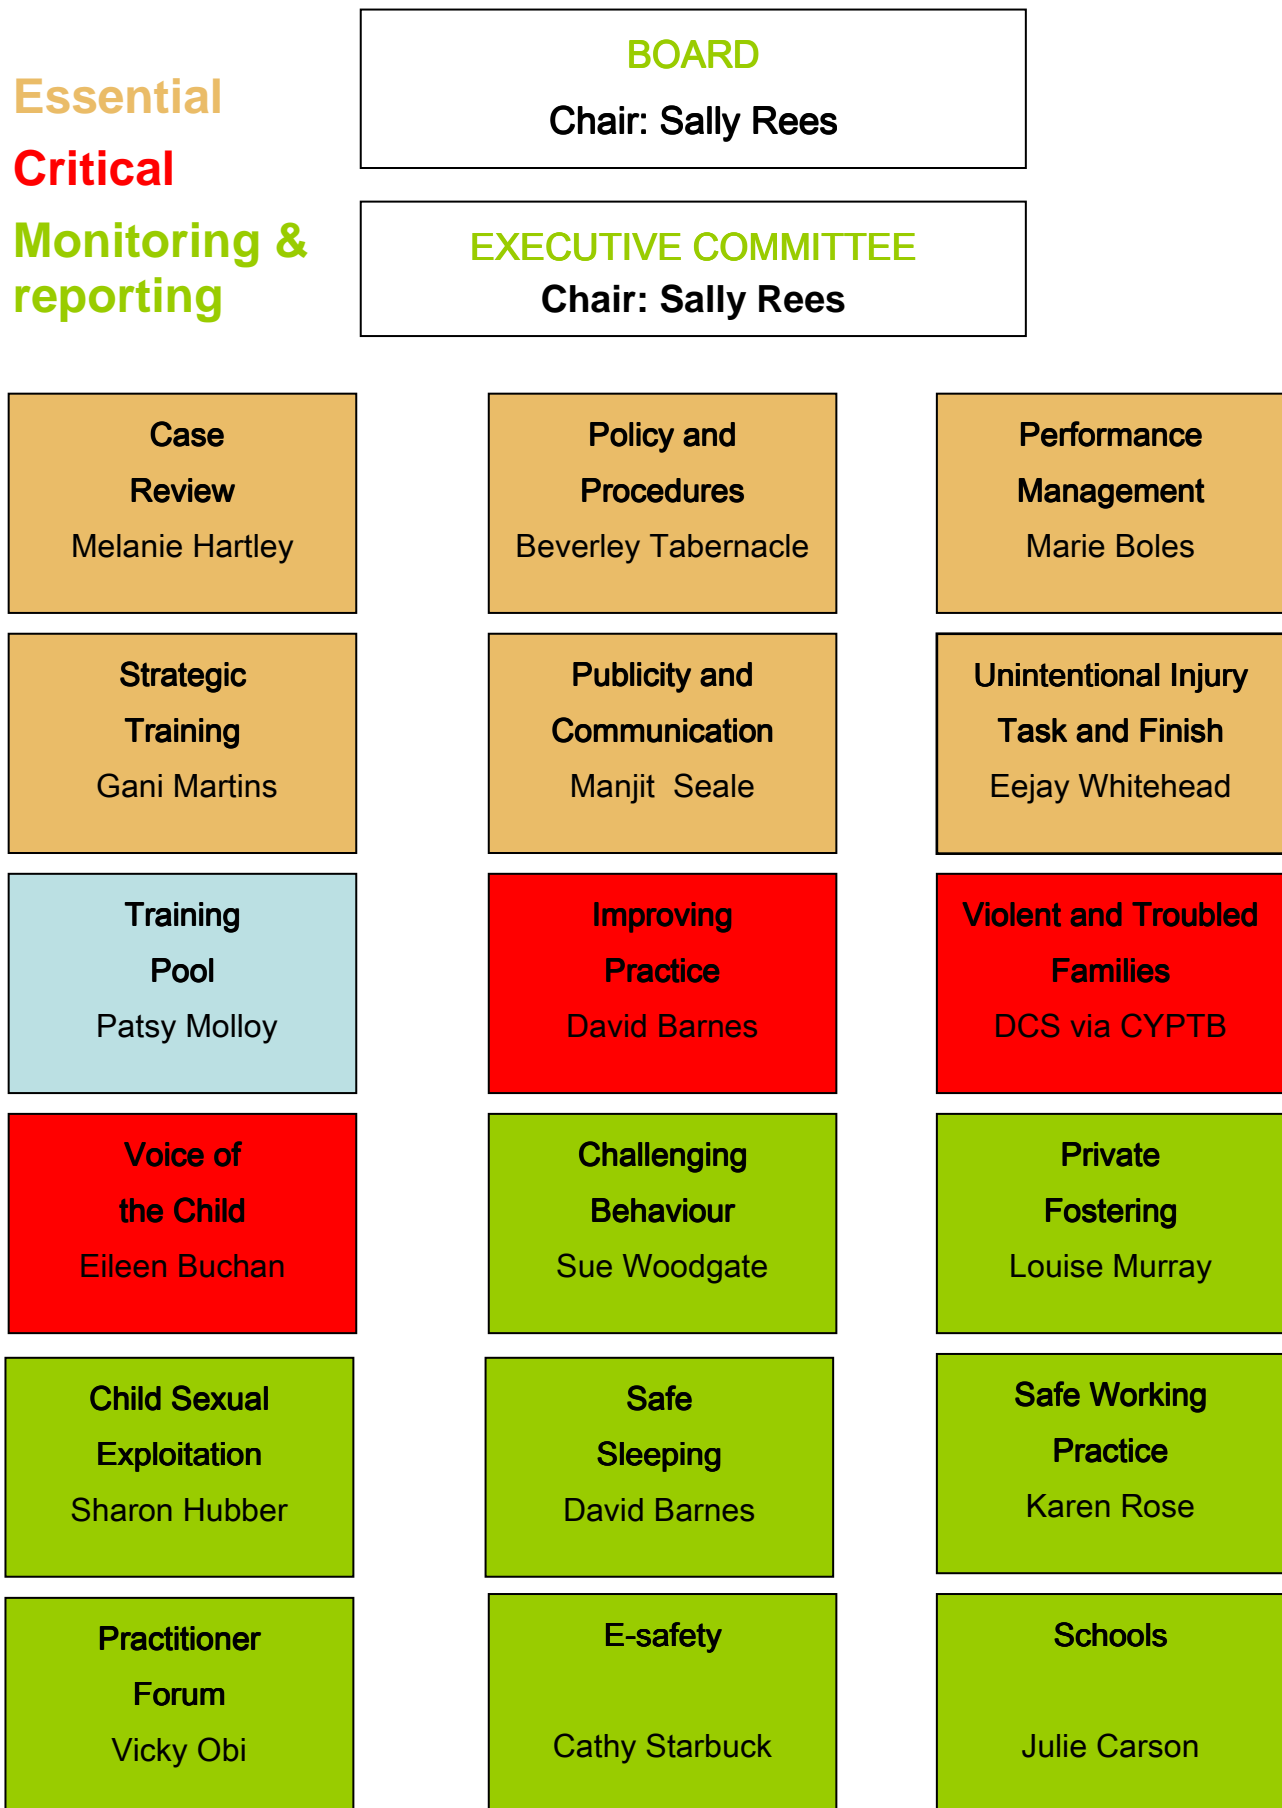 Essential
Critical
Monitoring &
reporting
BOARD
Chair: Sally Rees
EXECUTIVE COMMITTEE
Chair: Sally Rees
Case
Review
Melanie Hartley
Policy and
Procedures
Beverley Tabernacle
Performance
Management
Marie Boles
Strategic
Training
Gani Martins
Publicity and
Communication
Manjit Seale
Unintentional Injury
Task and Finish
Eejay Whitehead
Training
Pool
Patsy Molloy
Improving
Practice
David Barnes
Violent and Troubled
Families
DCS via CYPTB
Voice of
the Child
Eileen Buchan
Challenging
Behaviour
Sue Woodgate
Private
Fostering
Louise Murray
Child Sexual
Exploitation
Sharon Hubber
Safe
Sleeping
David Barnes
Safe Working
Practice
Karen Rose
Practitioner
Forum
Vicky Obi
E-safety
Cathy Starbuck
Schools
Julie Carson